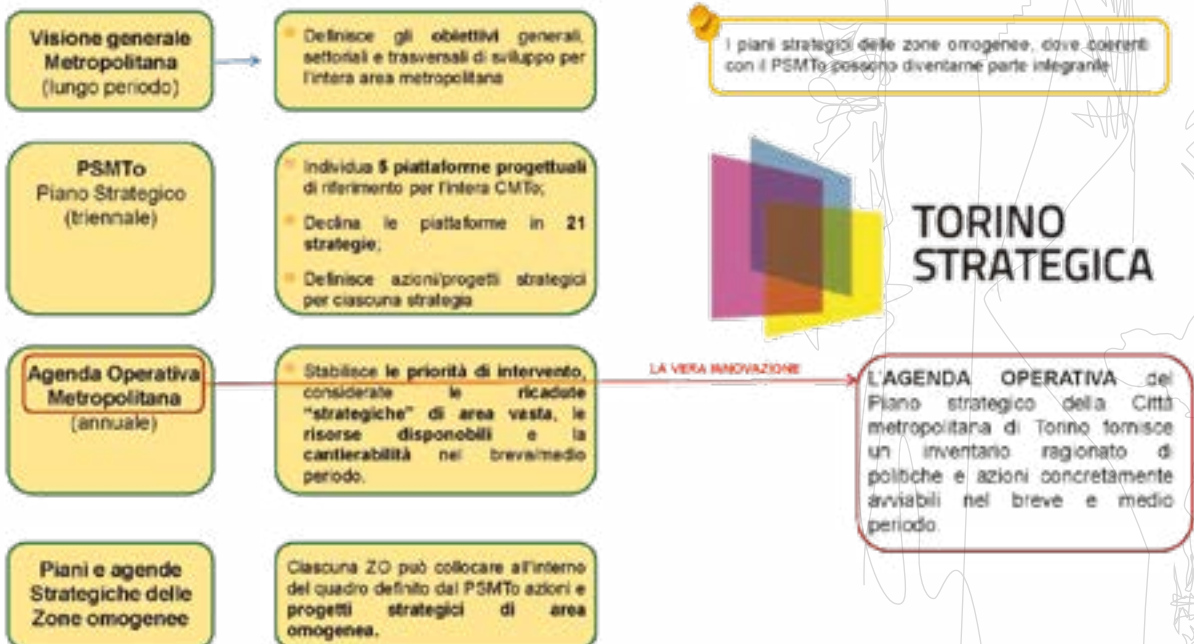 Visione generale
Metropolitana
(lungo periodo)
Definisce gli obiettivi generali,
settoriali e trasversali di sviluppo per
l'intera area metropolitana
I piani strategici delle zone omogenee, dove coerenti
con il PSMTo possono diventarne parte integrante
PSMTo
Piano Strategico
(triennale)
Individua 5 piattaforme progettuali
di riferimento per l'intera CMTo;
Declina le piattaforme in 21
strategie;
Definisce azioni/progetti strategici
per ciascuna strategia
TORINO
STRATEGICA
Agenda Operativa
Metropolitana
(annuale)
Stabilisce le priorità di intervento,
considerate le ricadute
"strategiche" di area vasta, le
risorse disponobili e la
cantierabilità nel breve/medio
periodo.
LA VERA INNOVAZIONE
L'AGENDA OPERATIVA del
Piano strategico della Città
metropolitana di Torino fornisce
un inventario ragionato di
politiche e azioni concretamente
avviabili nel breve e medio
periodo.
Piani e agende
Strategiche delle
Zone omogenee
Ciascuna ZO può collocare all'interno
del quadro definito dal PSMTo azioni e
progetti strategici di area
omogenea.